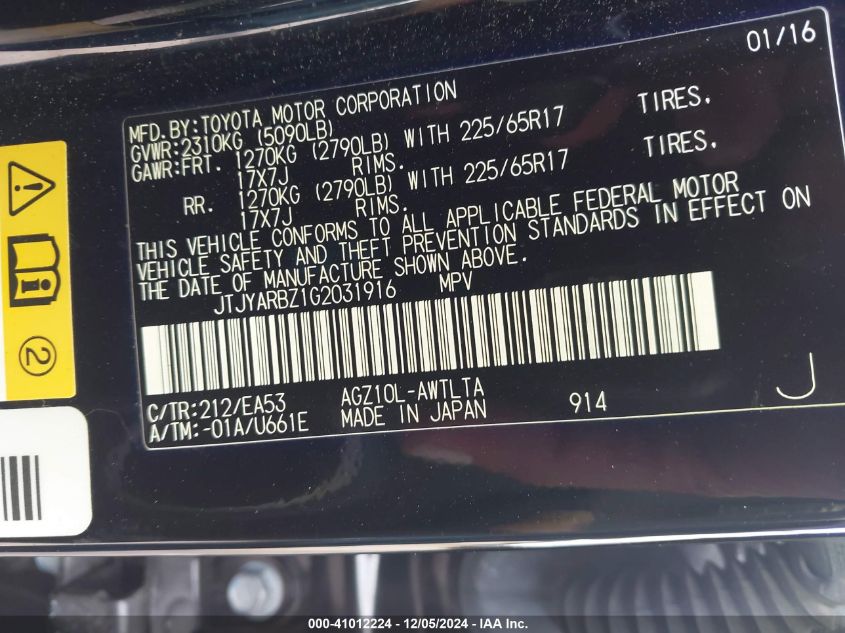 01/16
MFD.BY:TOYOTA MOTOR CORPORATION
GVWR:2310KG (5090LB)
GAWR:FRT. 1270KG (2790LB) WITH 225/65R17 TIRES.
17X7J RIMS.
RR. 1270KG (2790LB) WITH 225/65R17 TIRES.
17X7J RIMS.
THIS VEHICLE CONFORMS TO ALL APPLICABLE FEDERAL MOTOR
VEHICLE SAFETY AND THEFT PREVENTION STANDARDS IN EFFECT ON
THE DATE OF MANUFACTURE SHOWN ABOVE.
JTJYARBZ1G2031916 MPV
C/TR:212/EA53 AGZ10L-AWTLTA
A/TM:-01A/U661E MADE IN JAPAN 914
J
2
000-41012224 - 12/05/2024 - IAA Inc.